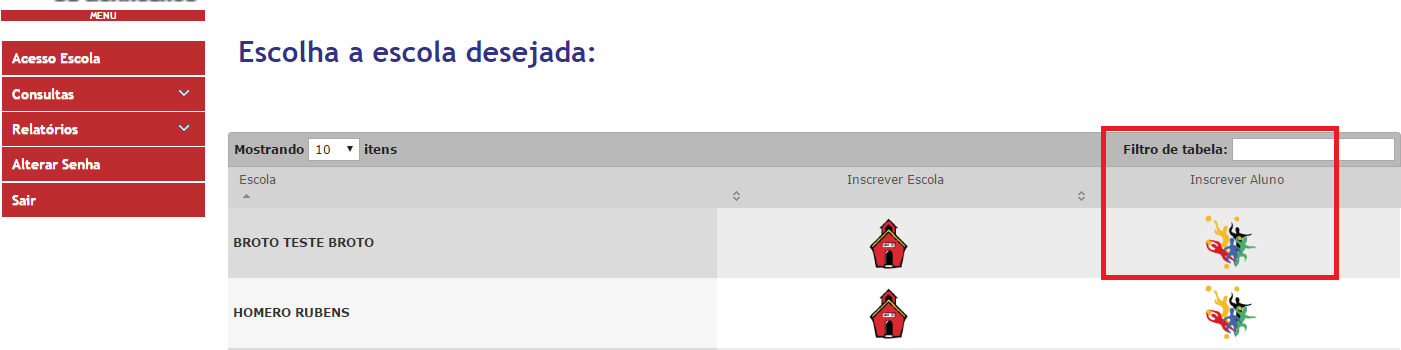 MENU
Acesso Escola
Consultas
Relatórios
Alterar Senha
Sair
Escolha a escola desejada:
Mostrando 10 itens Filtro de tabela:
Escola Inscrever Escola Inscrever Aluno
BROTO TESTE BROTO
HOMERO RUBENS